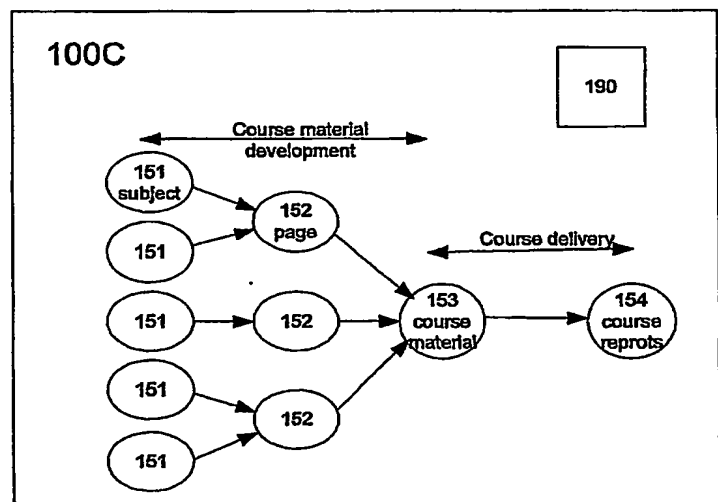 100C
190
Course material
development
151
subject
152
page
151
Course delivery
151
152
153
course
material
154
course
reprots
151
152
151